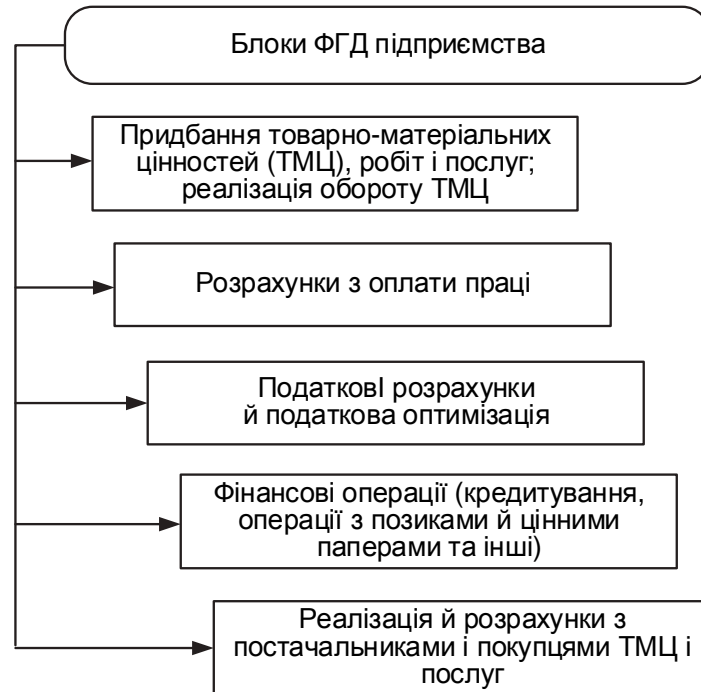 Блоки ФГД підприємства
Придбання товарно-матеріальних
цінностей (ТМЦ), робіт і послуг;
реалізація обороту ТМЦ
Розрахунки з оплати праці
ПодатковІ розрахунки
й податкова оптимізація
Фінансові операції (кредитування,
операції з позиками й цінними
паперами та інші)
Реалізація й розрахунки з
постачальниками і покупцями ТМЦ і
послуг